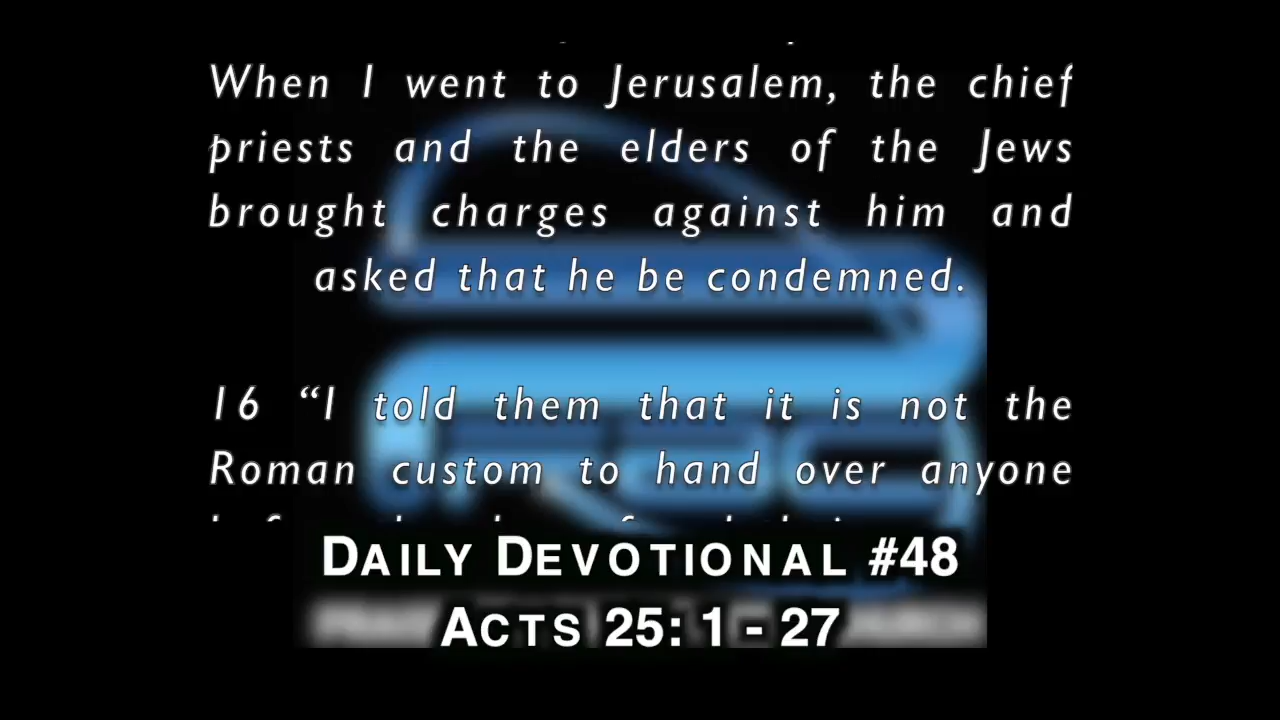 When I went to Jerusalem, the chief
priests and the elders of the Jews
brought charges against him and
asked that he be condemned.
16 “I told them that it is not the
Roman custom to hand over anyone
DAILY DEVOTIONAL #48
ACTS 25: 1 - 27